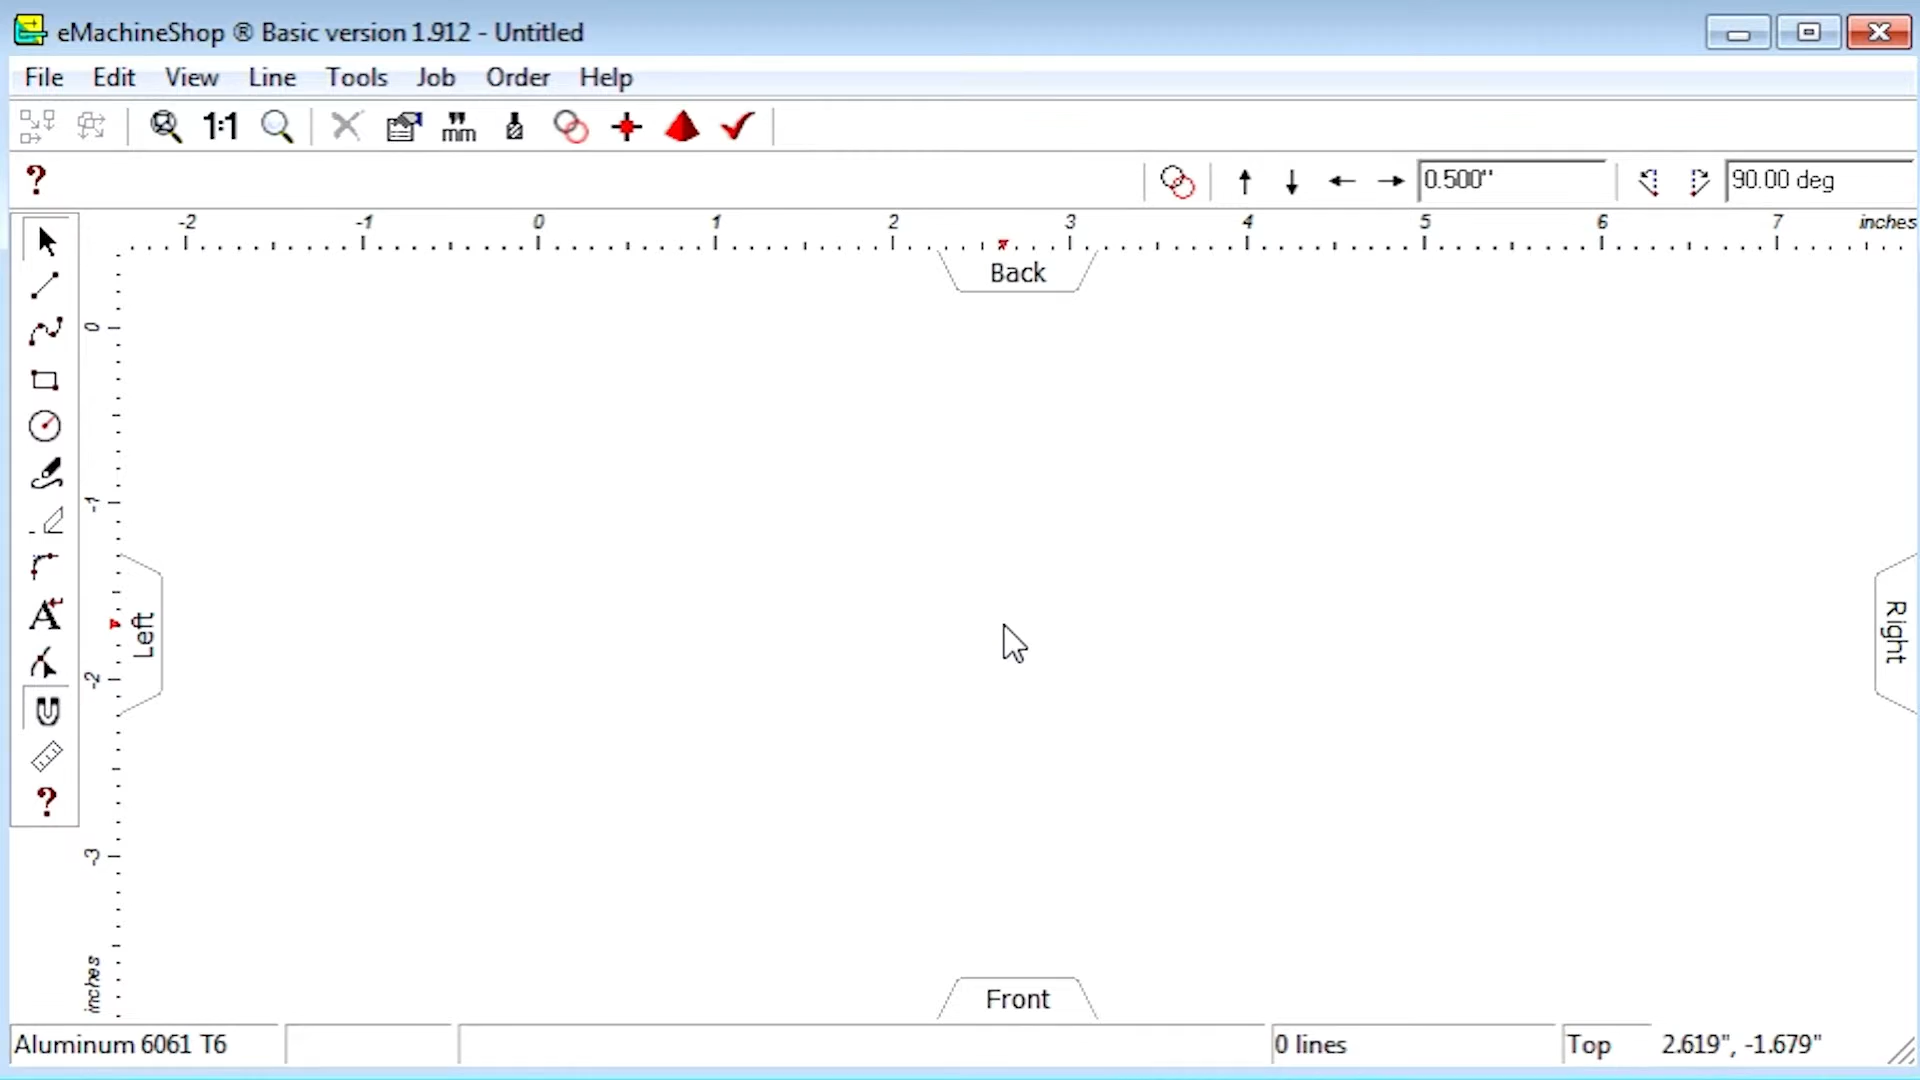 eMachineShop ® Basic version 1.912 - Untitled
File Edit View Line Tools Job Order Help
1:1 mm
? 0.500" 90.00 deg
-2 -1 0 1 2 3 4 5 6 7 inches
Back
0
-1
Left
Right
-2
A
?
-3
inches
Front
Aluminum 6061 T6 0 lines Top 2.619", -1.679"